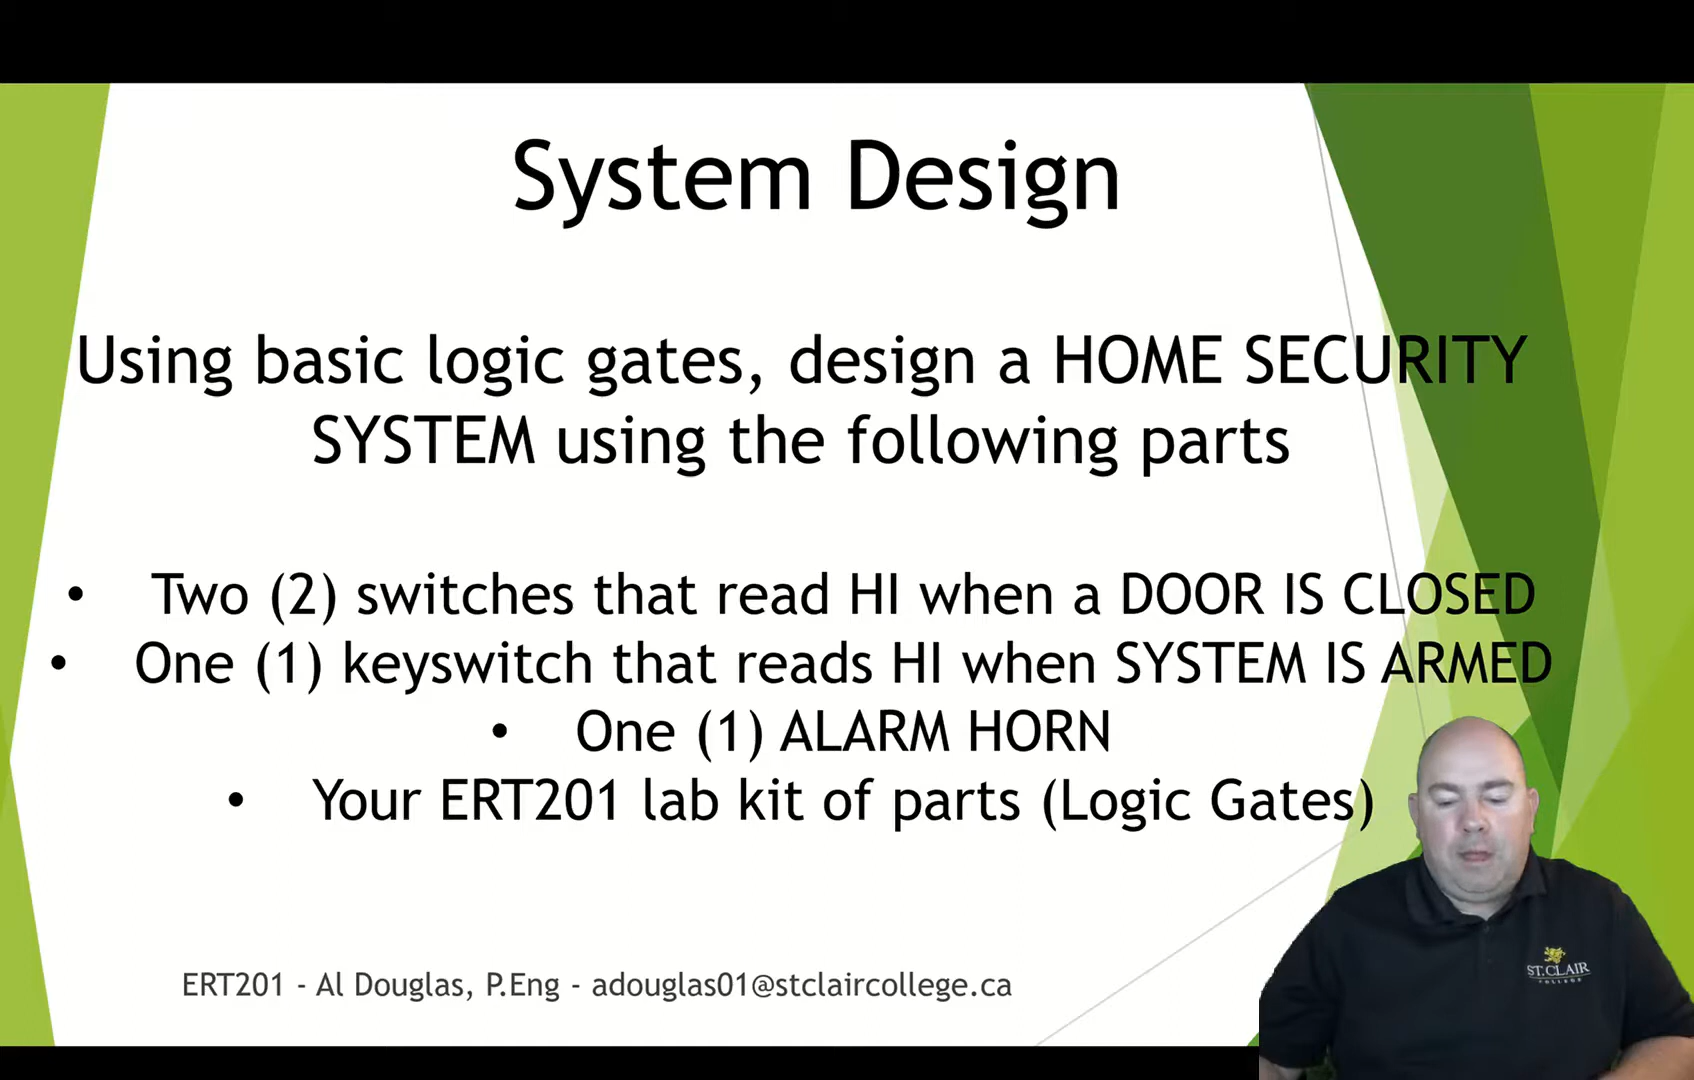 System Design
Using basic logic gates, design a HOME SECURITY
SYSTEM using the following parts
• Two (2) switches that read HI when a DOOR IS CLOSED
• One (1) keyswitch that reads HI when SYSTEM IS ARMED
• One (1) ALARM HORN
• Your ERT201 lab kit of parts (Logic Gates)
ERT201 - Al Douglas, P.Eng - adouglas01@stclaircollege.ca
ST. CLAIR
COLLEGE